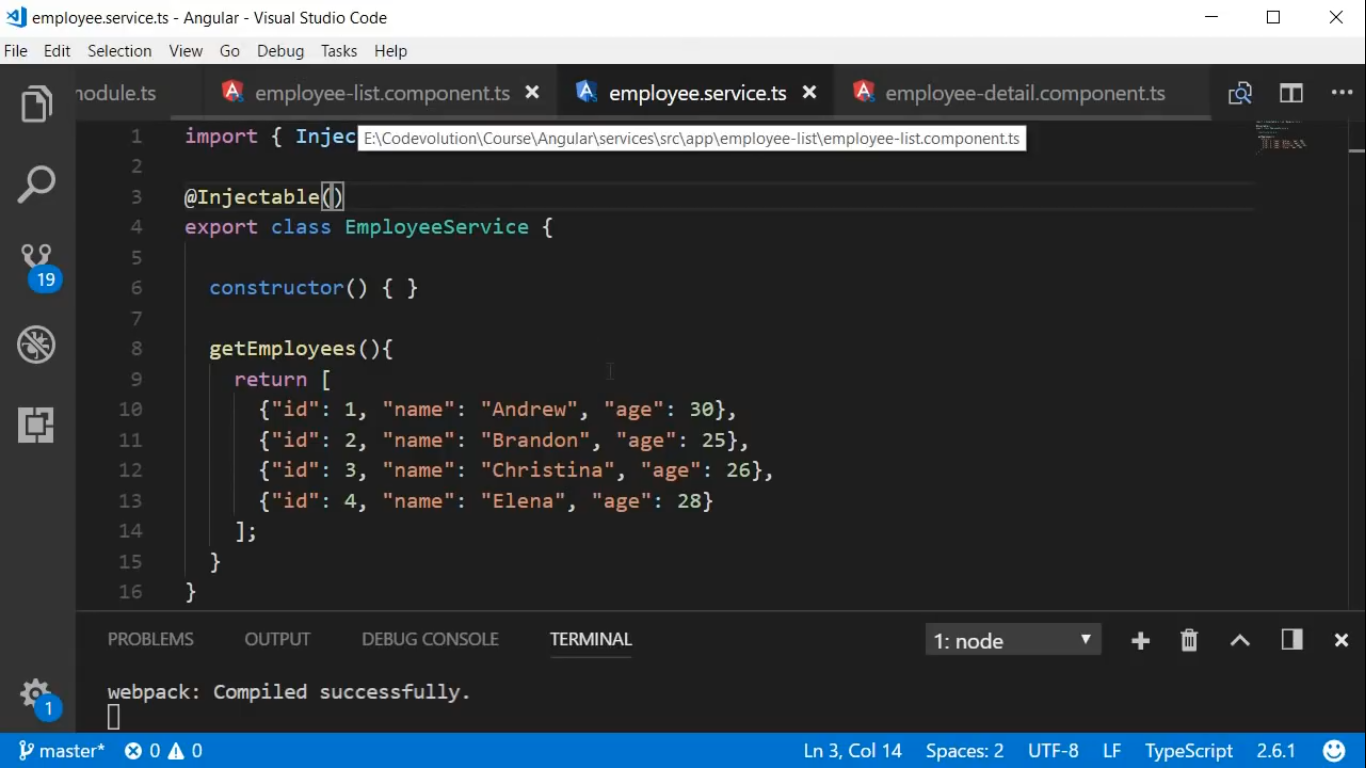 employee.service.ts - Angular - Visual Studio Code
File Edit Selection View Go Debug Tasks Help
nodule.ts employee-list.component.ts employee.service.ts employee-detail.component.ts
1 import { Injec
E:\Codevolution\Course\Angular\services\src\app\employee-list\employee-list.component.ts
2
3 @Injectable()
4 export class EmployeeService {
5
6 constructor() { }
7
8 getEmployees(){
9 return [
10 {"id": 1, "name": "Andrew", "age": 30},
11 {"id": 2, "name": "Brandon", "age": 25},
12 {"id": 3, "name": "Christina", "age": 26},
13 {"id": 4, "name": "Elena", "age": 28}
14 ];
15 }
16 }
19
1
PROBLEMS OUTPUT DEBUG CONSOLE TERMINAL 1: node
webpack: Compiled successfully.
master* 0 0 Ln 3, Col 14 Spaces: 2 UTF-8 LF TypeScript 2.6.1